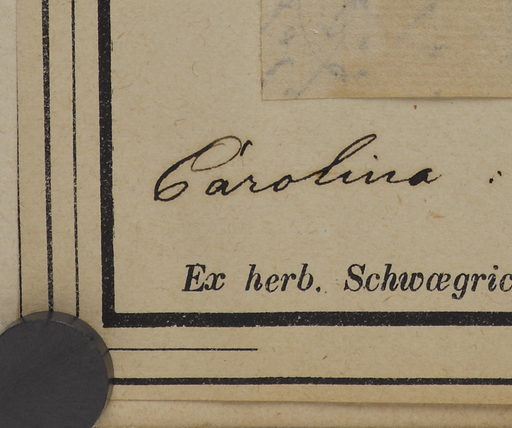 Carolina .
Ex herb. Schwægric